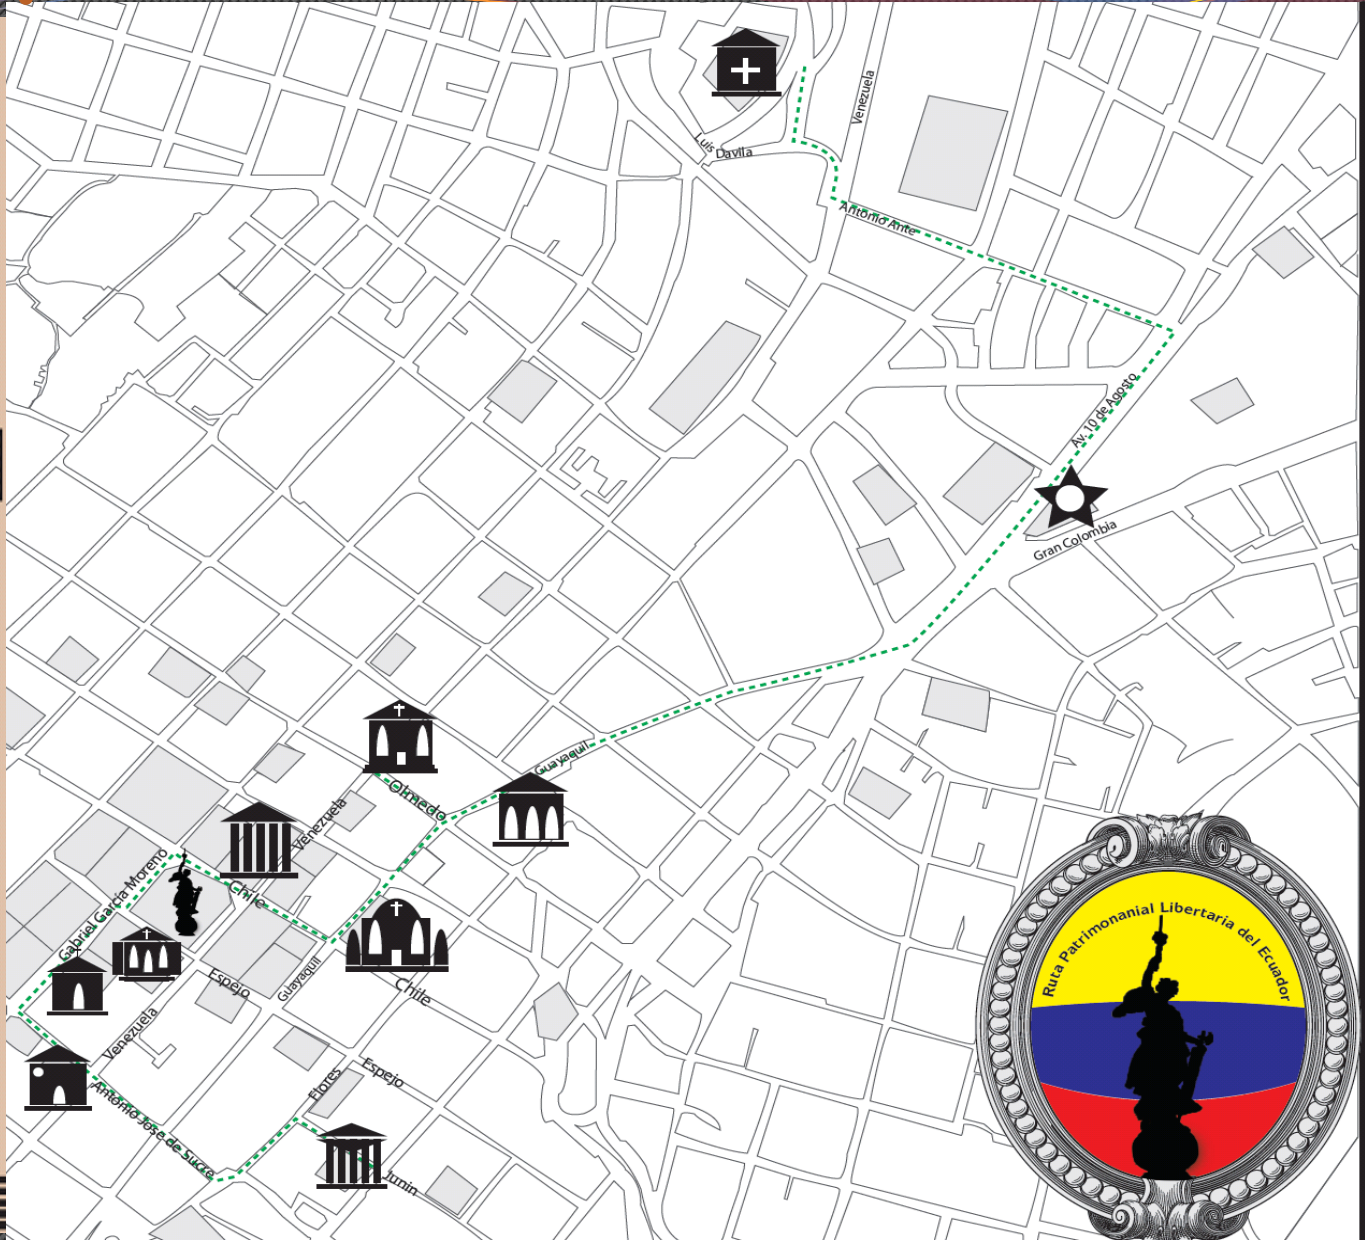 Venezuela
Luis Davila
Antonio Ante
Av. 10 de Agosto
Gran Colombia
Guayaquil
Olmedo
Venezuela
Gabriel García Moreno
Chile
Espejo
Guayaquil
Chile
Venezuela
Flores
Espejo
Antonio Jose de Sucre
Junin
Ruta Patrimonanial Libertaria del Ecuador